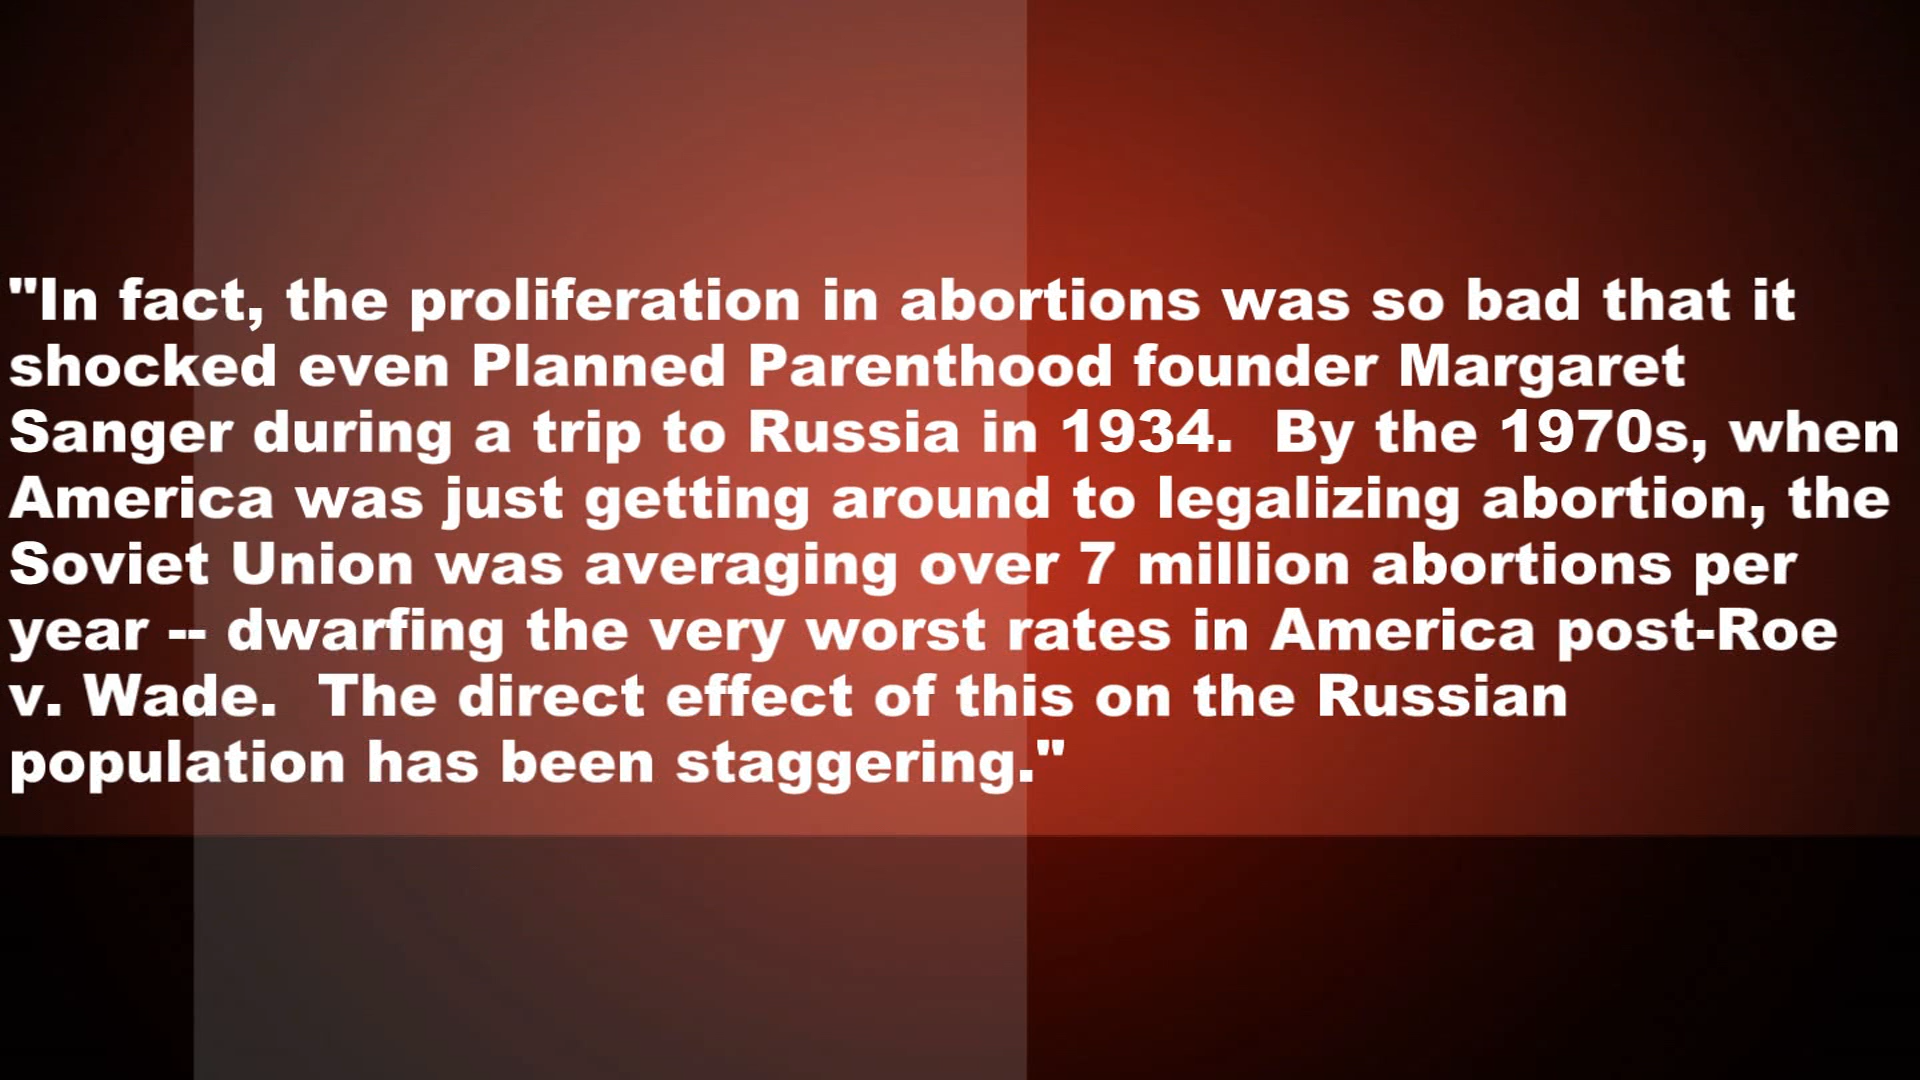 "In fact, the proliferation in abortions was so bad that it
shocked even Planned Parenthood founder Margaret
Sanger during a trip to Russia in 1934.  By the 1970s, when
America was just getting around to legalizing abortion, the
Soviet Union was averaging over 7 million abortions per
year -- dwarfing the very worst rates in America post-Roe
v. Wade.  The direct effect of this on the Russian
population has been staggering."